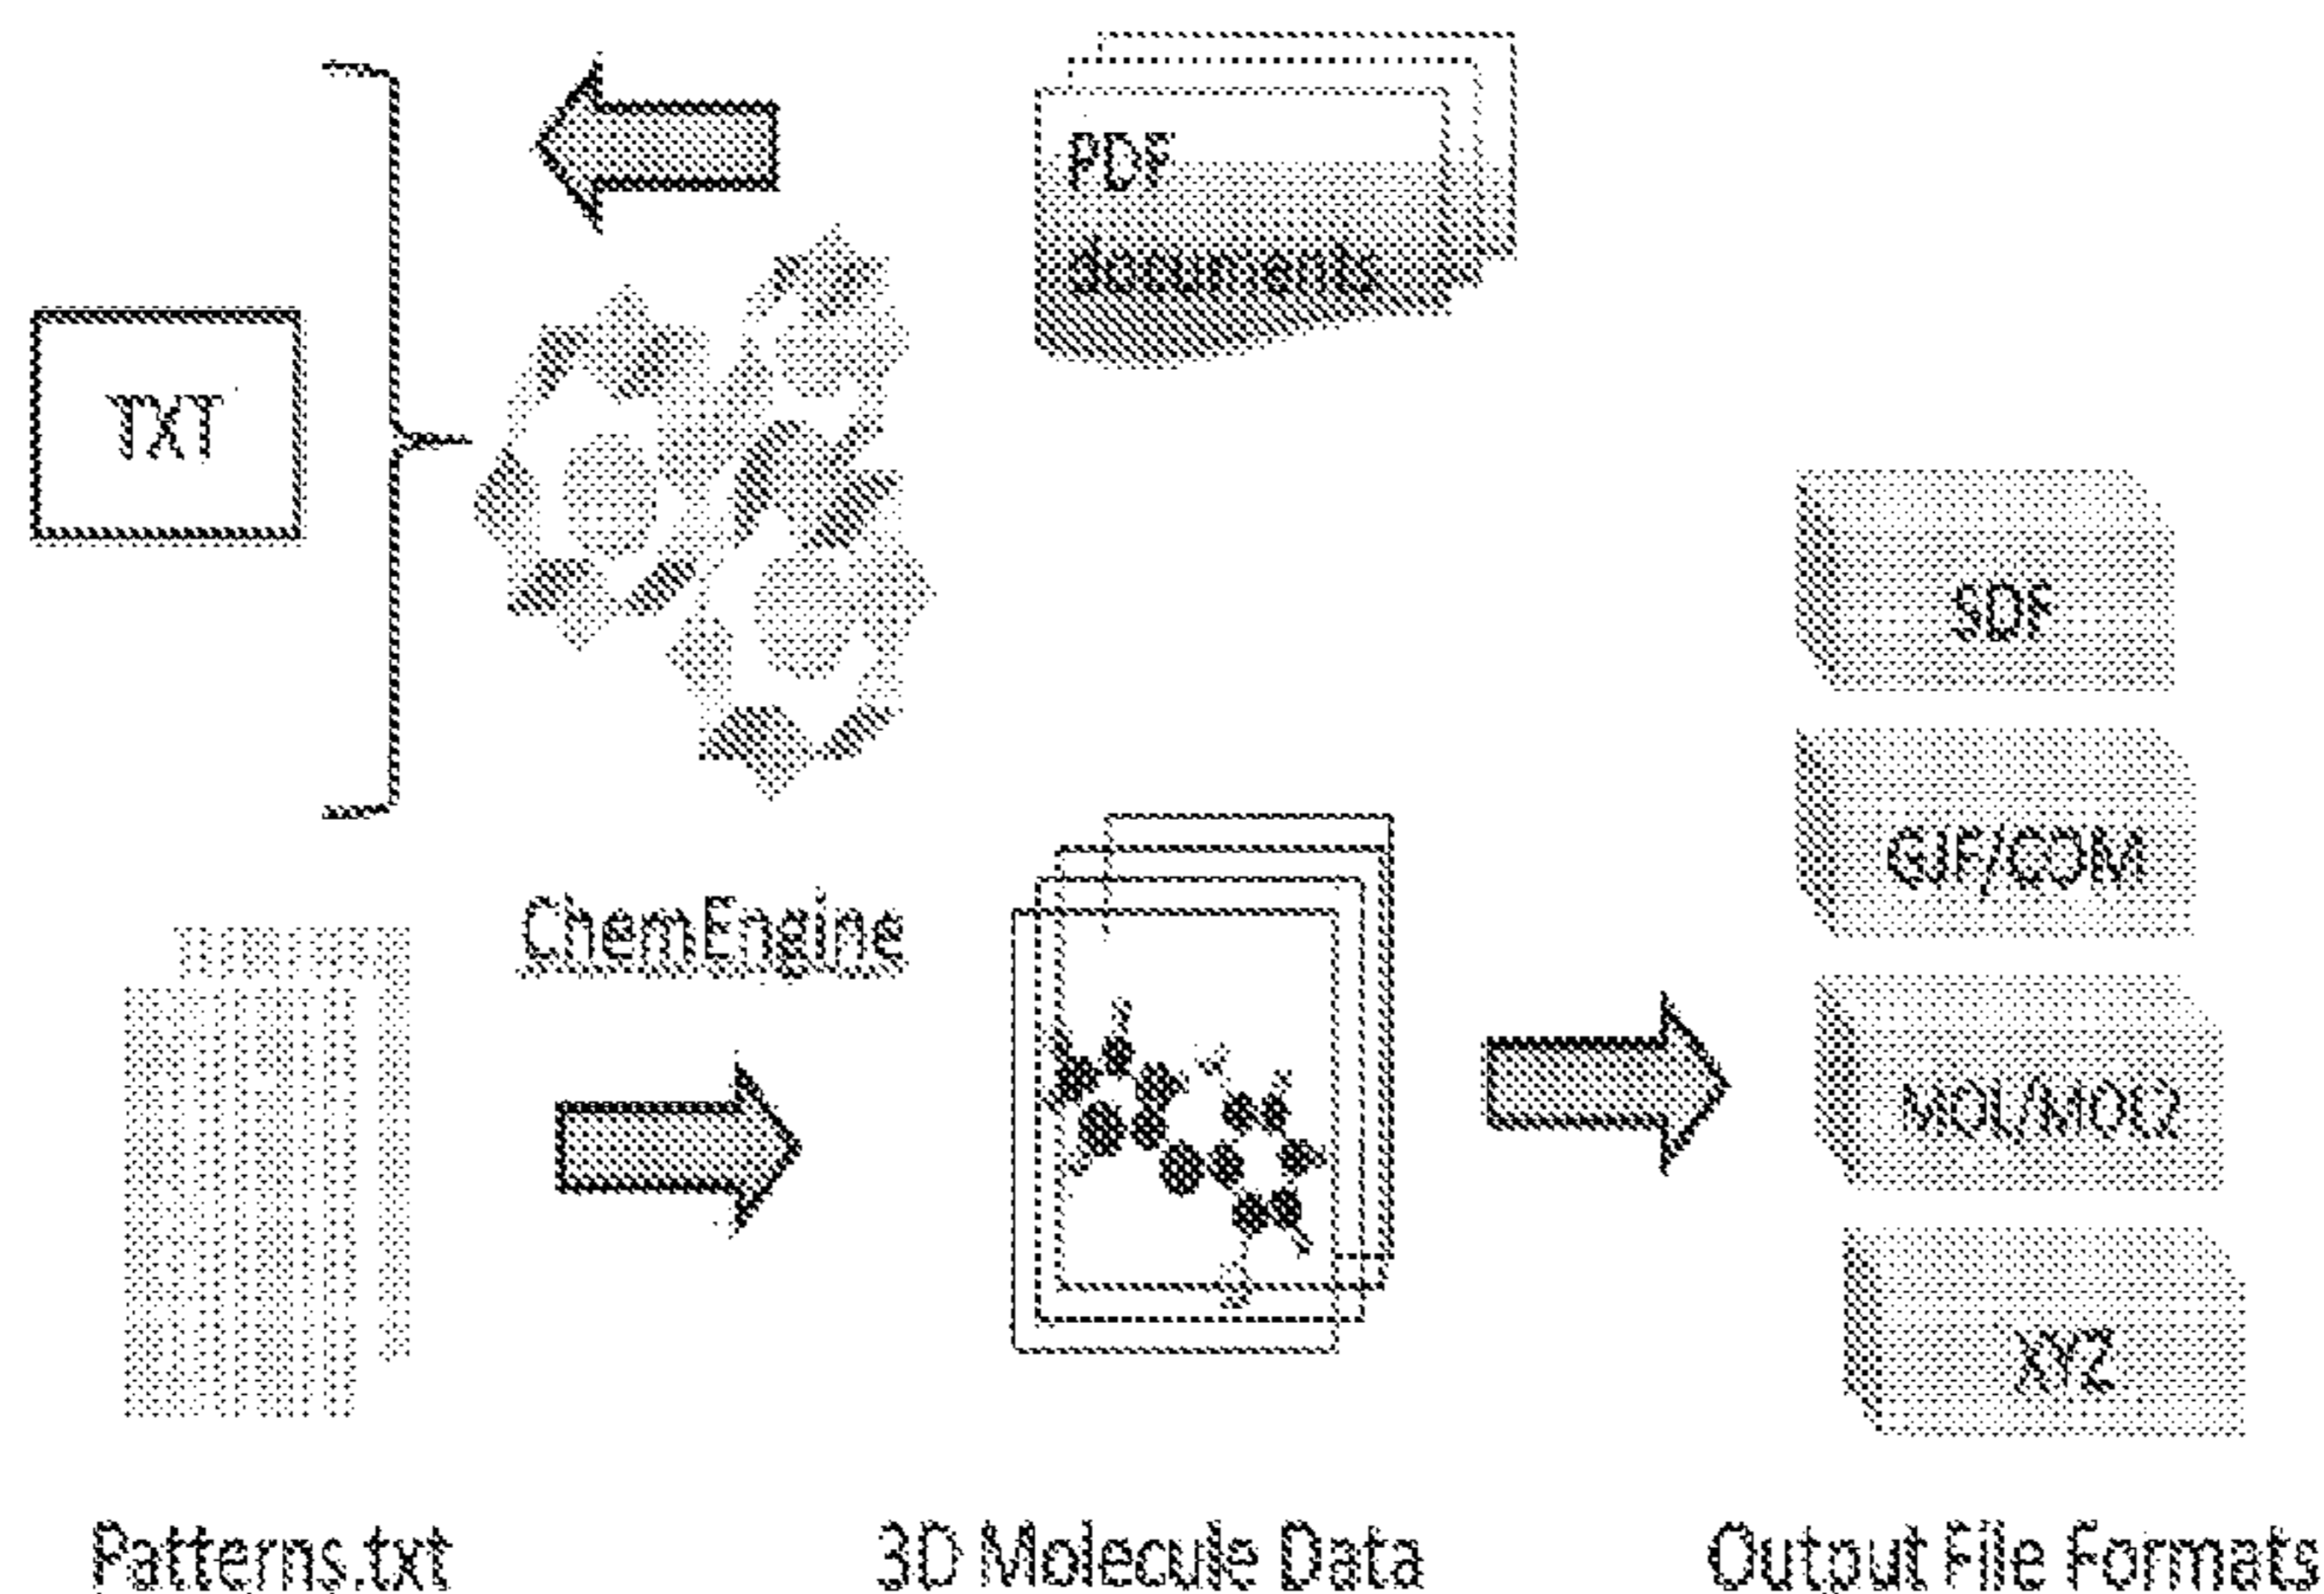 PDF
documents
TXT
SDF
GJF/COM
ChemEngine
MOL/MOL2
XYZ
Patterns.txt
3D Molecule Data
Output File Formats